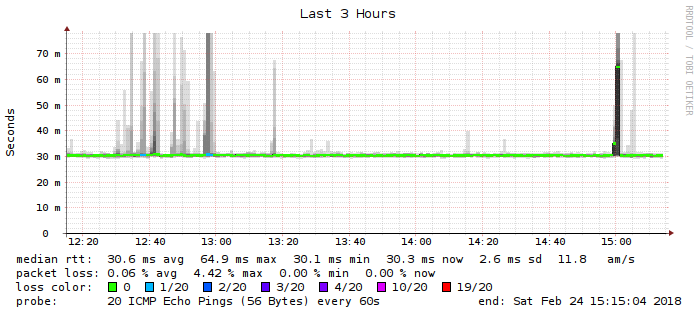 Last 3 Hours
RRDTOOL / TOBI OETIKER
Seconds
70 m
60 m
50 m
40 m
30 m
20 m
10 m
0
12:20 12:40 13:00 13:20 13:40 14:00 14:20 14:40 15:00
median rtt: 30.6 ms avg 64.9 ms max 30.1 ms min 30.3 ms now 2.6 ms sd 11.8 am/s
packet loss: 0.06 % avg 4.42 % max 0.00 % min 0.00 % now
loss color: 0 1/20 2/20 3/20 4/20 10/20 19/20
probe: 20 ICMP Echo Pings (56 Bytes) every 60s end: Sat Feb 24 15:15:04 2018